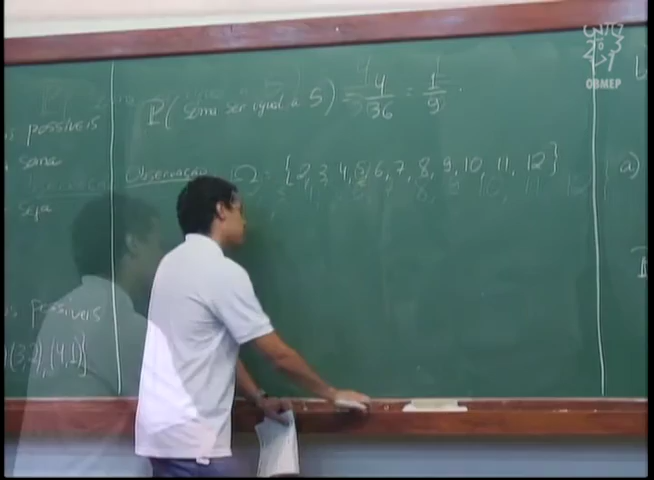 possíveis
soma
seja
possíveis
(3,2), (4,1)}
P( soma ser igual a 5) = 4/36 = 1/9.
Observação Ω = {2, 3, 4, 5, 6, 7, 8, 9, 10, 11, 12}
a)
OBMEP